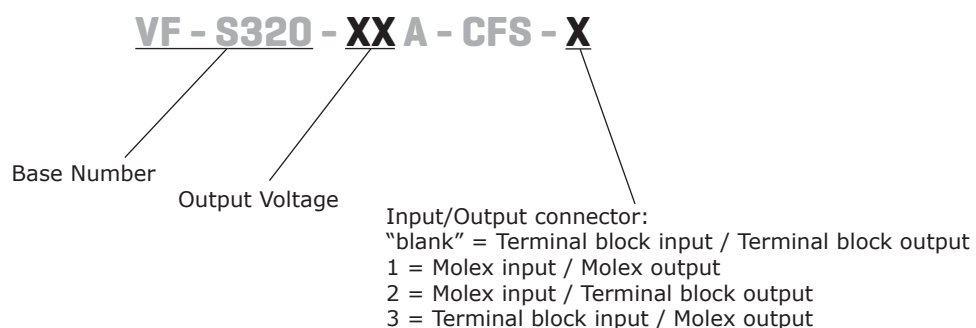 VF - S320 - XX A - CFS - X
Base Number
Output Voltage
Input/Output connector:
“blank” = Terminal block input / Terminal block output
1 = Molex input / Molex output
2 = Molex input / Terminal block output
3 = Terminal block input / Molex output